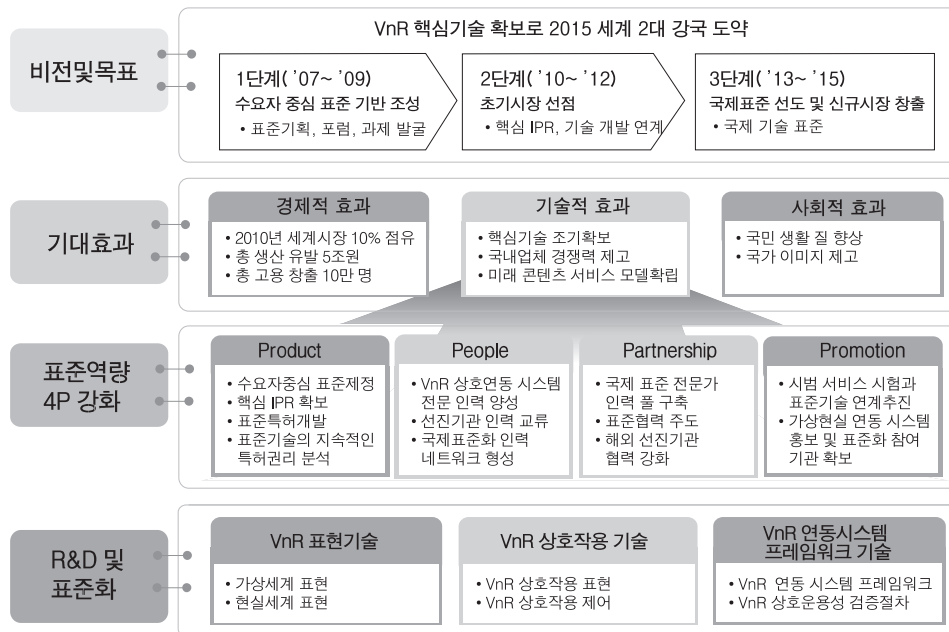 비전및목표
VnR 핵심기술 확보로 2015 세계 2대 강국 도약
1단계( ’07~ ’09)
수요자 중심 표준 기반 조성
• 표준기획, 포럼, 과제 발굴
2단계( ’10~ ’12)
초기시장 선점
• 핵심 IPR, 기술 개발 연계
3단계( ’13~ ’15)
국제표준 선도 및 신규시장 창출
• 국제 기술 표준
기대효과
경제적 효과
• 2010년 세계시장 10% 점유
• 총 생산 유발 5조원
• 총 고용 창출 10만 명
기술적 효과
• 핵심기술 조기확보
• 국내업체 경쟁력 제고
• 미래 콘텐츠 서비스 모델확립
사회적 효과
• 국민 생활 질 향상
• 국가 이미지 제고
표준역량
4P 강화
Product
• 수요자중심 표준제정
• 핵심 IPR 확보
• 표준특허개발
• 표준기술의 지속적인
특허권리 분석
People
• VnR 상호연동 시스템
전문 인력 양성
• 선진기관 인력 교류
• 국제표준화 인력
네트워크 형성
Partnership
• 국제 표준 전문가
인력 풀 구축
• 표준협력 주도
• 해외 선진기관
협력 강화
Promotion
• 시범 서비스 시험과
표준기술 연계추진
• 가상현실 연동 시스템
홍보 및 표준화 참여
기관 확보
R&D 및
표준화
VnR 표현기술
• 가상세계 표현
• 현실세계 표현
VnR 상호작용 기술
• VnR 상호작용 표현
• VnR 상호작용 제어
VnR 연동시스템
프레임워크 기술
• VnR 연동 시스템 프레임워크
• VnR 상호운용성 검증절차